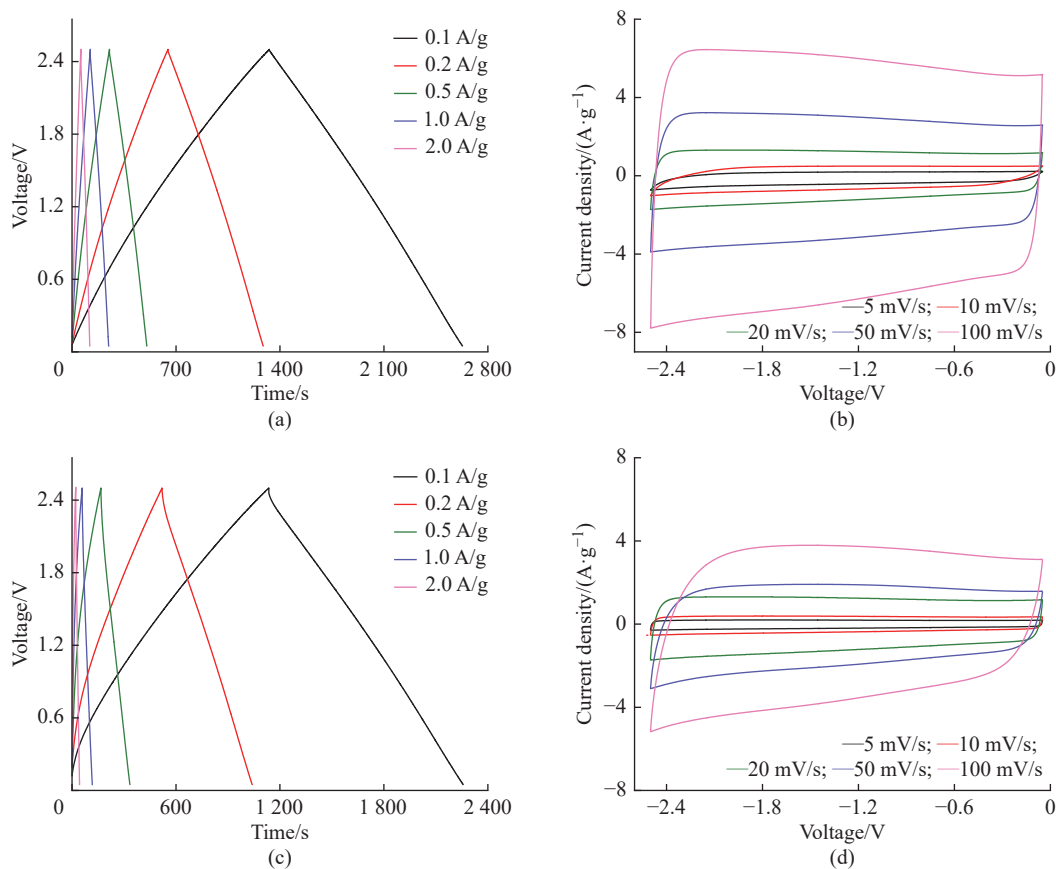 2.4
1.8
1.2
0.6
Voltage/V
0.1 A/g
0.2 A/g
0.5 A/g
1.0 A/g
2.0 A/g
0 700 1 400 2 100 2 800
Time/s
(a)
8
4
0
−4
−8
Current density/(A·g⁻¹)
5 mV/s; 10 mV/s;
20 mV/s; 50 mV/s; 100 mV/s
−2.4 −1.8 −1.2 −0.6 0
Voltage/V
(b)
2.4
1.8
1.2
0.6
Voltage/V
0.1 A/g
0.2 A/g
0.5 A/g
1.0 A/g
2.0 A/g
0 600 1 200 1 800 2 400
Time/s
(c)
8
4
0
−4
−8
Current density/(A·g⁻¹)
5 mV/s; 10 mV/s;
20 mV/s; 50 mV/s; 100 mV/s
−2.4 −1.8 −1.2 −0.6 0
Voltage/V
(d)